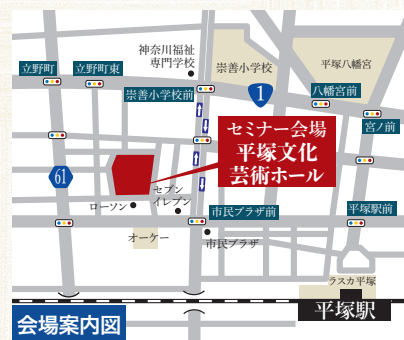 神奈川福祉
専門学校
崇善小学校
平塚八幡宮
立野町
立野町東
崇善小学校前
1
八幡宮前
宮ノ前
セミナー会場
平塚文化
芸術ホール
61
セブン
イレブン
ローソン
市民プラザ前
平塚駅前
オーケー
市民プラザ
ラスカ平塚
平塚駅
会場案内図